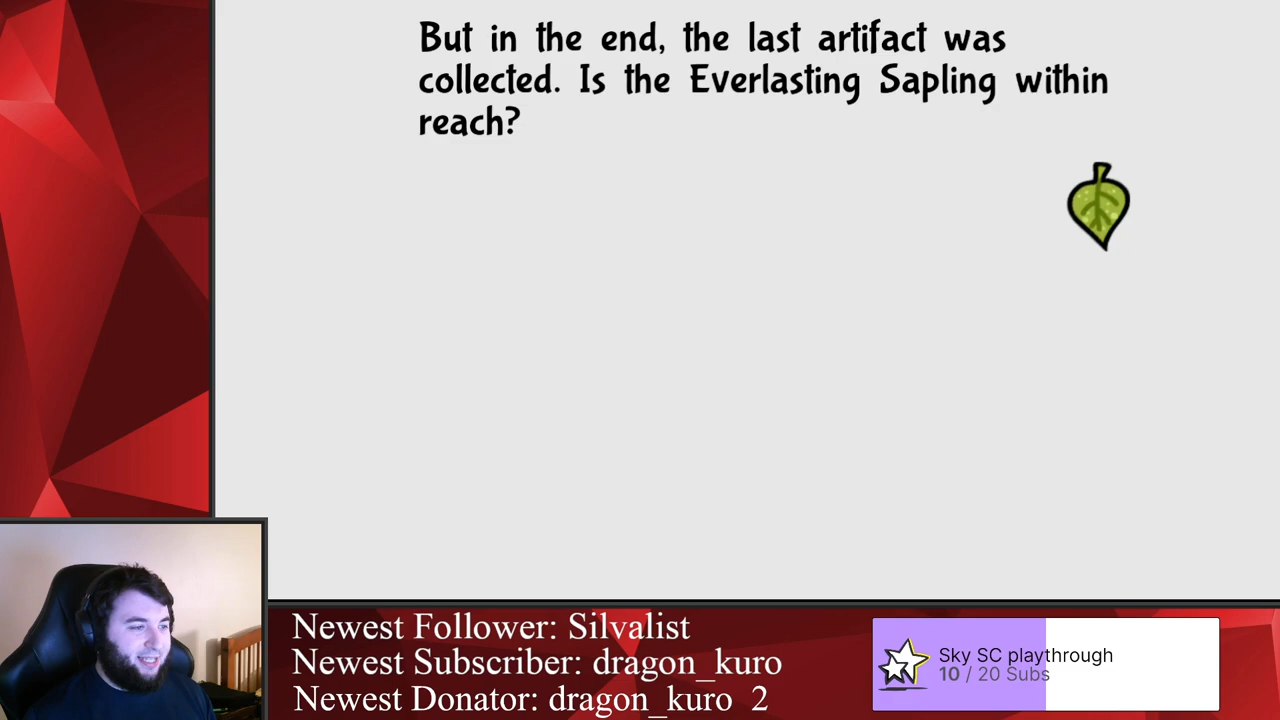 But in the end, the last artifact was
collected. Is the Everlasting Sapling within
reach?
Newest Follower: Silvalist
Newest Subscriber: dragon_kuro
Newest Donator: dragon_kuro 2
Sky SC playthrough
10 / 20 Subs